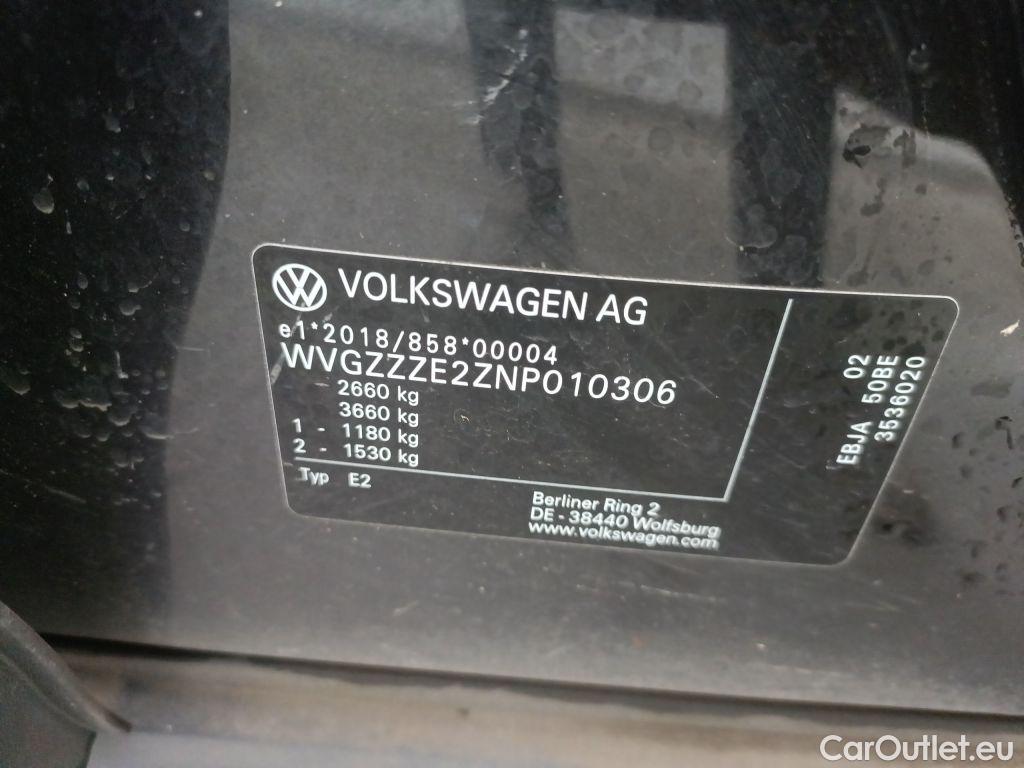 VOLKSWAGEN AG
e1*2018/858*00004
WVGZZZE2ZNP010306
2660 kg
3660 kg
1 - 1180 kg
2 - 1530 kg
Typ E2
Berliner Ring 2
DE - 38440 Wolfsburg
www.volkswagen.com
02
EBJA 50BE
3536020
CarOutlet.eu